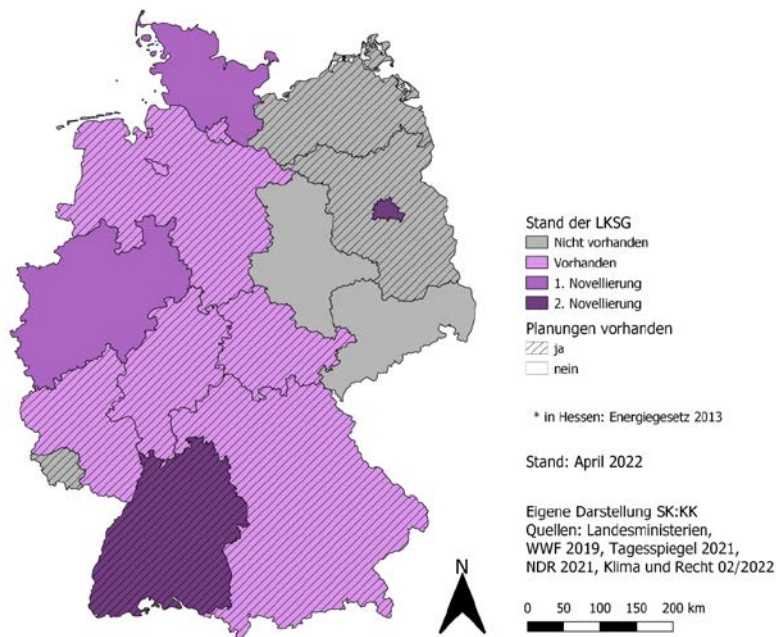 Stand der LKSG
Nicht vorhanden
Vorhanden
1. Novellierung
2. Novellierung
Planungen vorhanden
ja
nein
* in Hessen: Energiegesetz 2013
Stand: April 2022
Eigene Darstellung SK:KK
Quellen: Landesministerien,
WWF 2019, Tagesspiegel 2021,
NDR 2021, Klima und Recht 02/2022
N
0 50 100 150 200 km